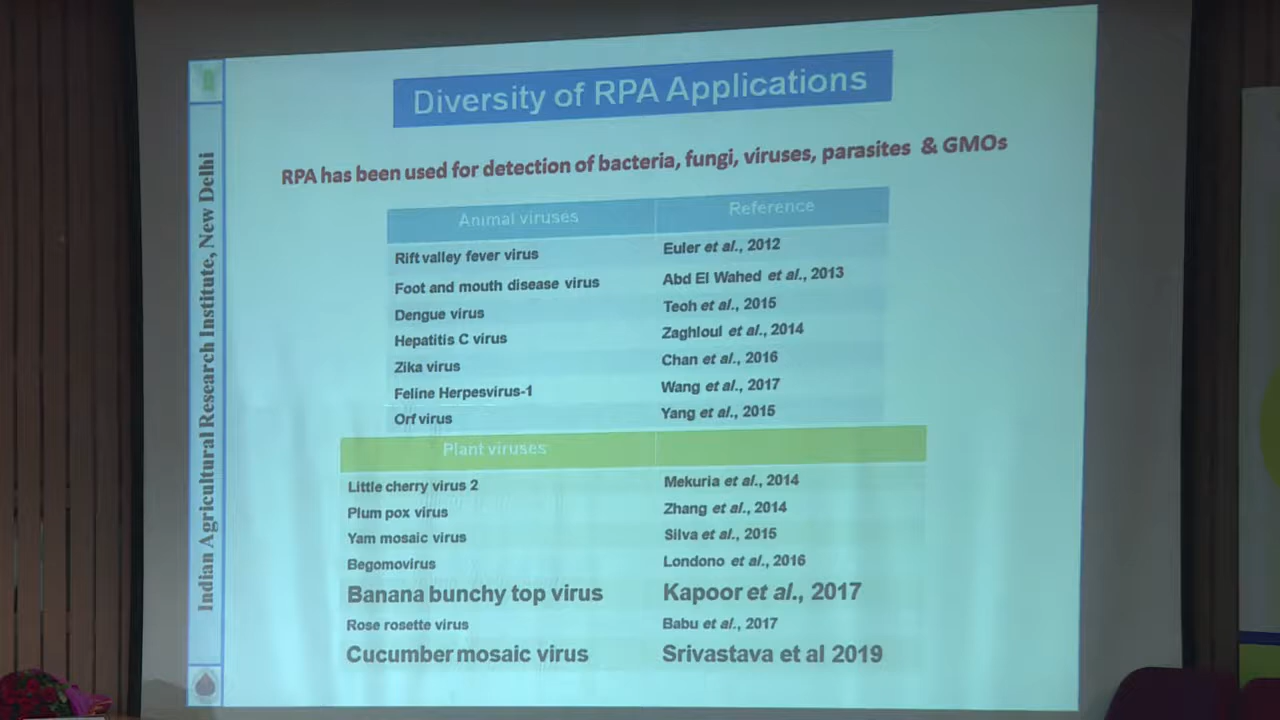 Diversity of RPA Applications
RPA has been used for detection of bacteria, fungi, viruses, parasites & GMOs
Animal viruses Reference
Rift valley fever virus Euler et al., 2012
Foot and mouth disease virus Abd El Wahed et al., 2013
Dengue virus Teoh et al., 2015
Hepatitis C virus Zaghloul et al., 2014
Zika virus Chan et al., 2016
Feline Herpesvirus-1 Wang et al., 2017
Orf virus Yang et al., 2015
Plant viruses
Little cherry virus 2 Mekuria et al., 2014
Plum pox virus Zhang et al., 2014
Yam mosaic virus Silva et al., 2015
Begomovirus Londono et al., 2016
Banana bunchy top virus Kapoor et al., 2017
Rose rosette virus Babu et al., 2017
Cucumber mosaic virus Srivastava et al 2019
Indian Agricultural Research Institute, New Delhi